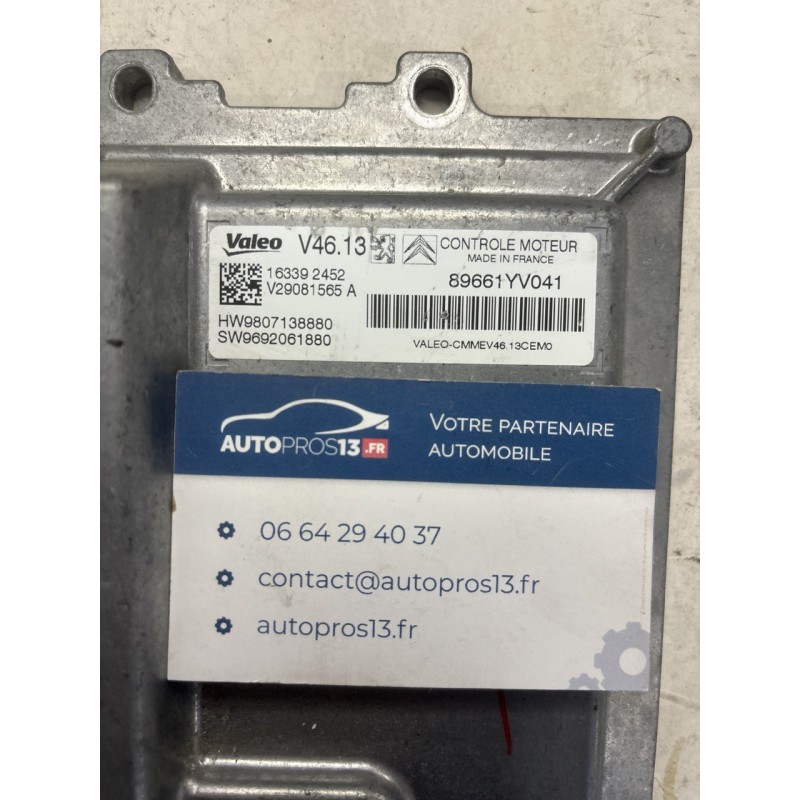 Valeo V46.13 CONTROLE MOTEUR
MADE IN FRANCE
16339 2452
V29081565 A
89661YV041
HW9807138880
SW9692061880
VALEO-CMMEV46.13CEM0
AUTOPROS13.FR
VOTRE PARTENAIRE
AUTOMOBILE
06 64 29 40 37
contact@autopros13.fr
autopros13.fr